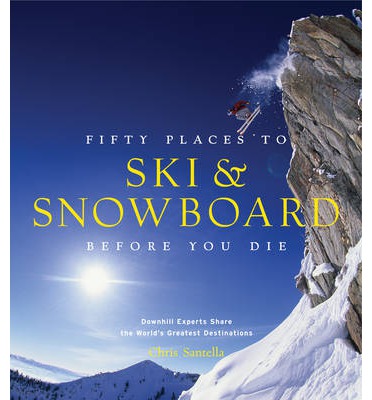 FIFTY PLACES TO
SKI &
SNOWBOARD
BEFORE YOU DIE
Downhill Experts Share
the World's Greatest Destinations
Chris Santella